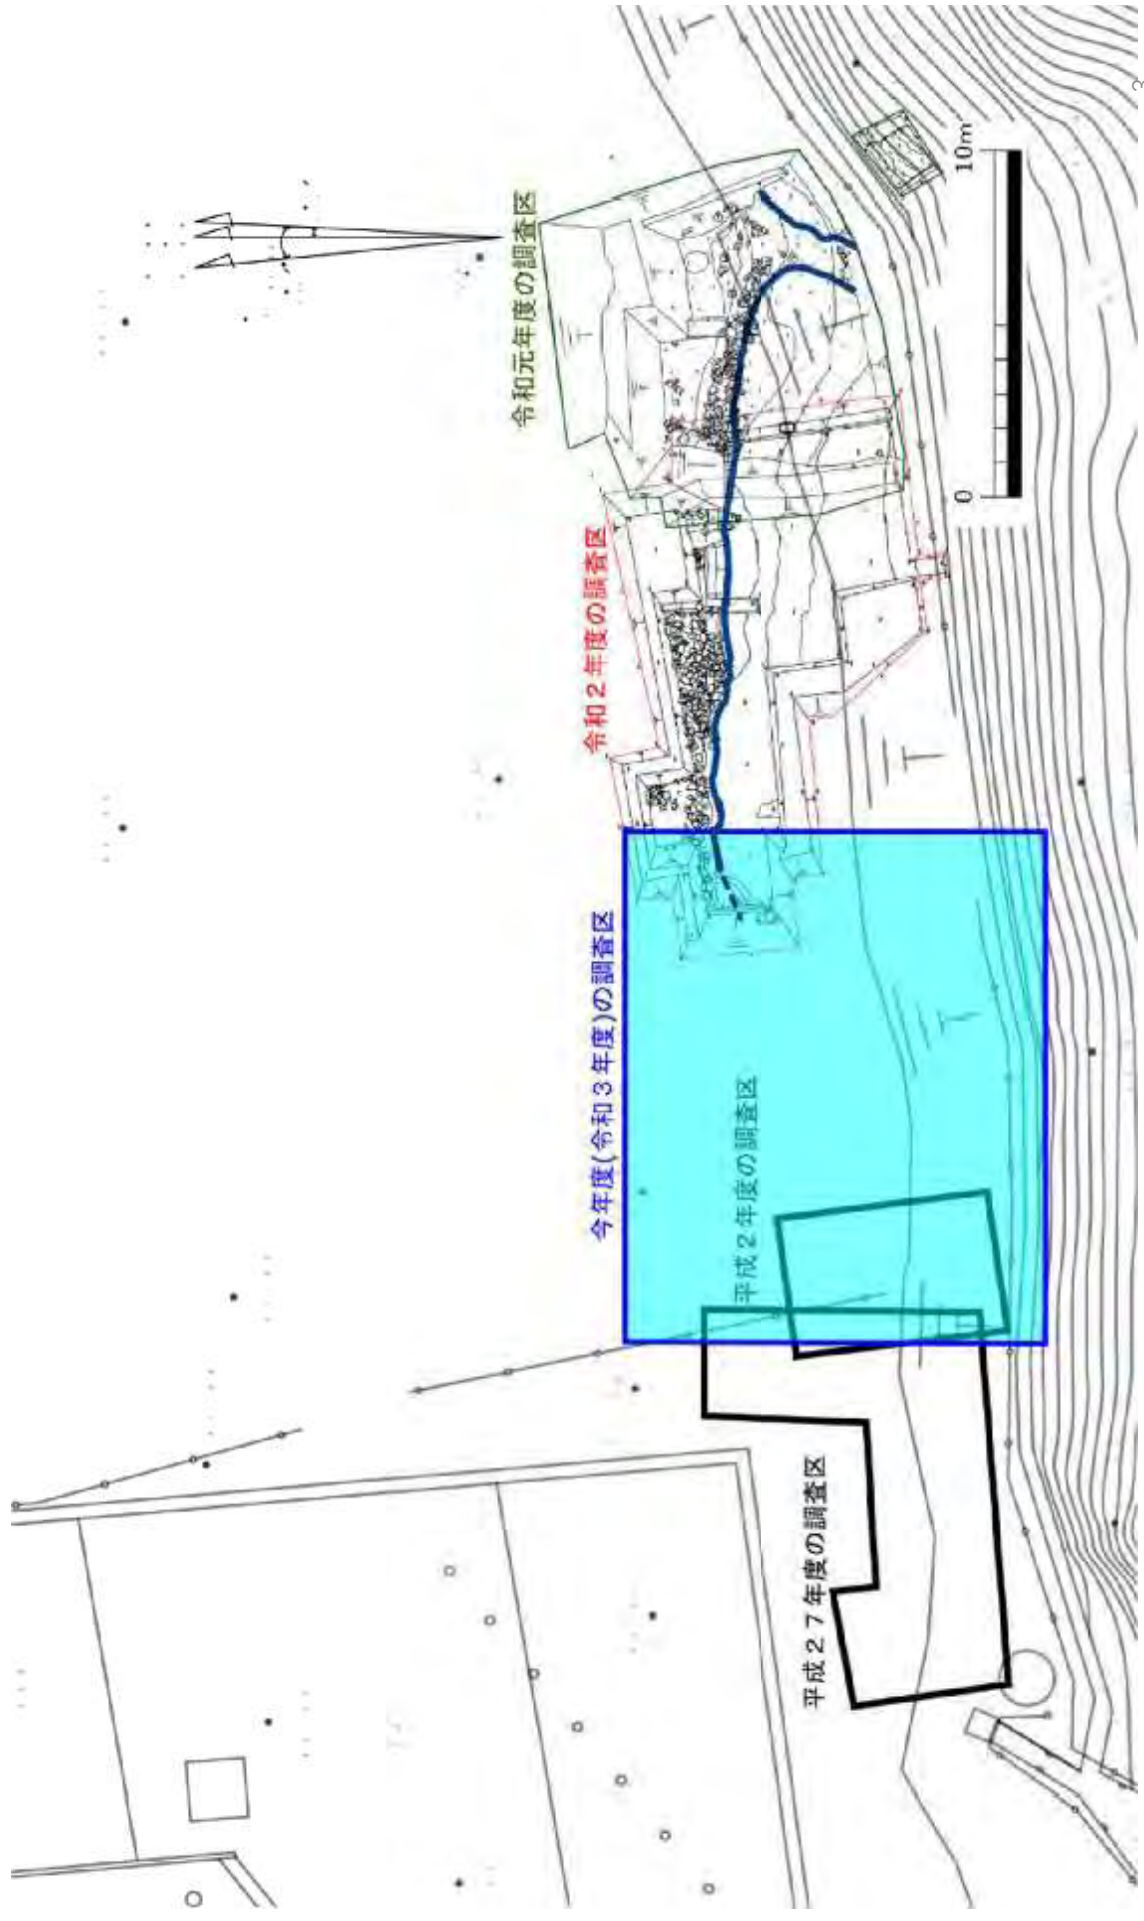 令和元年度の調査区
令和２年度の調査区
今年度(令和３年度)の調査区
平成２年度の調査区
平成２７年度の調査区
0
10m
3